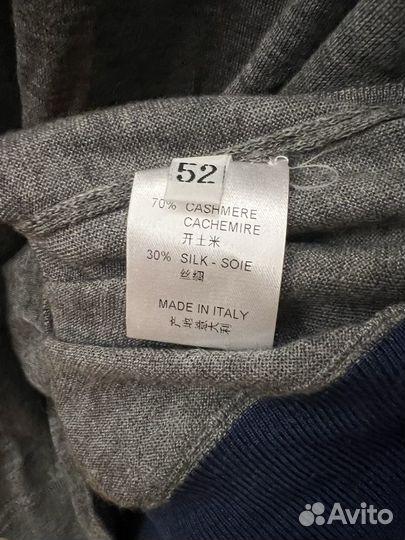 52
70% CASHMERE
CACHEMIRE
开士米
30% SILK - SOIE
丝绸
MADE IN ITALY
产地意大利
Avito